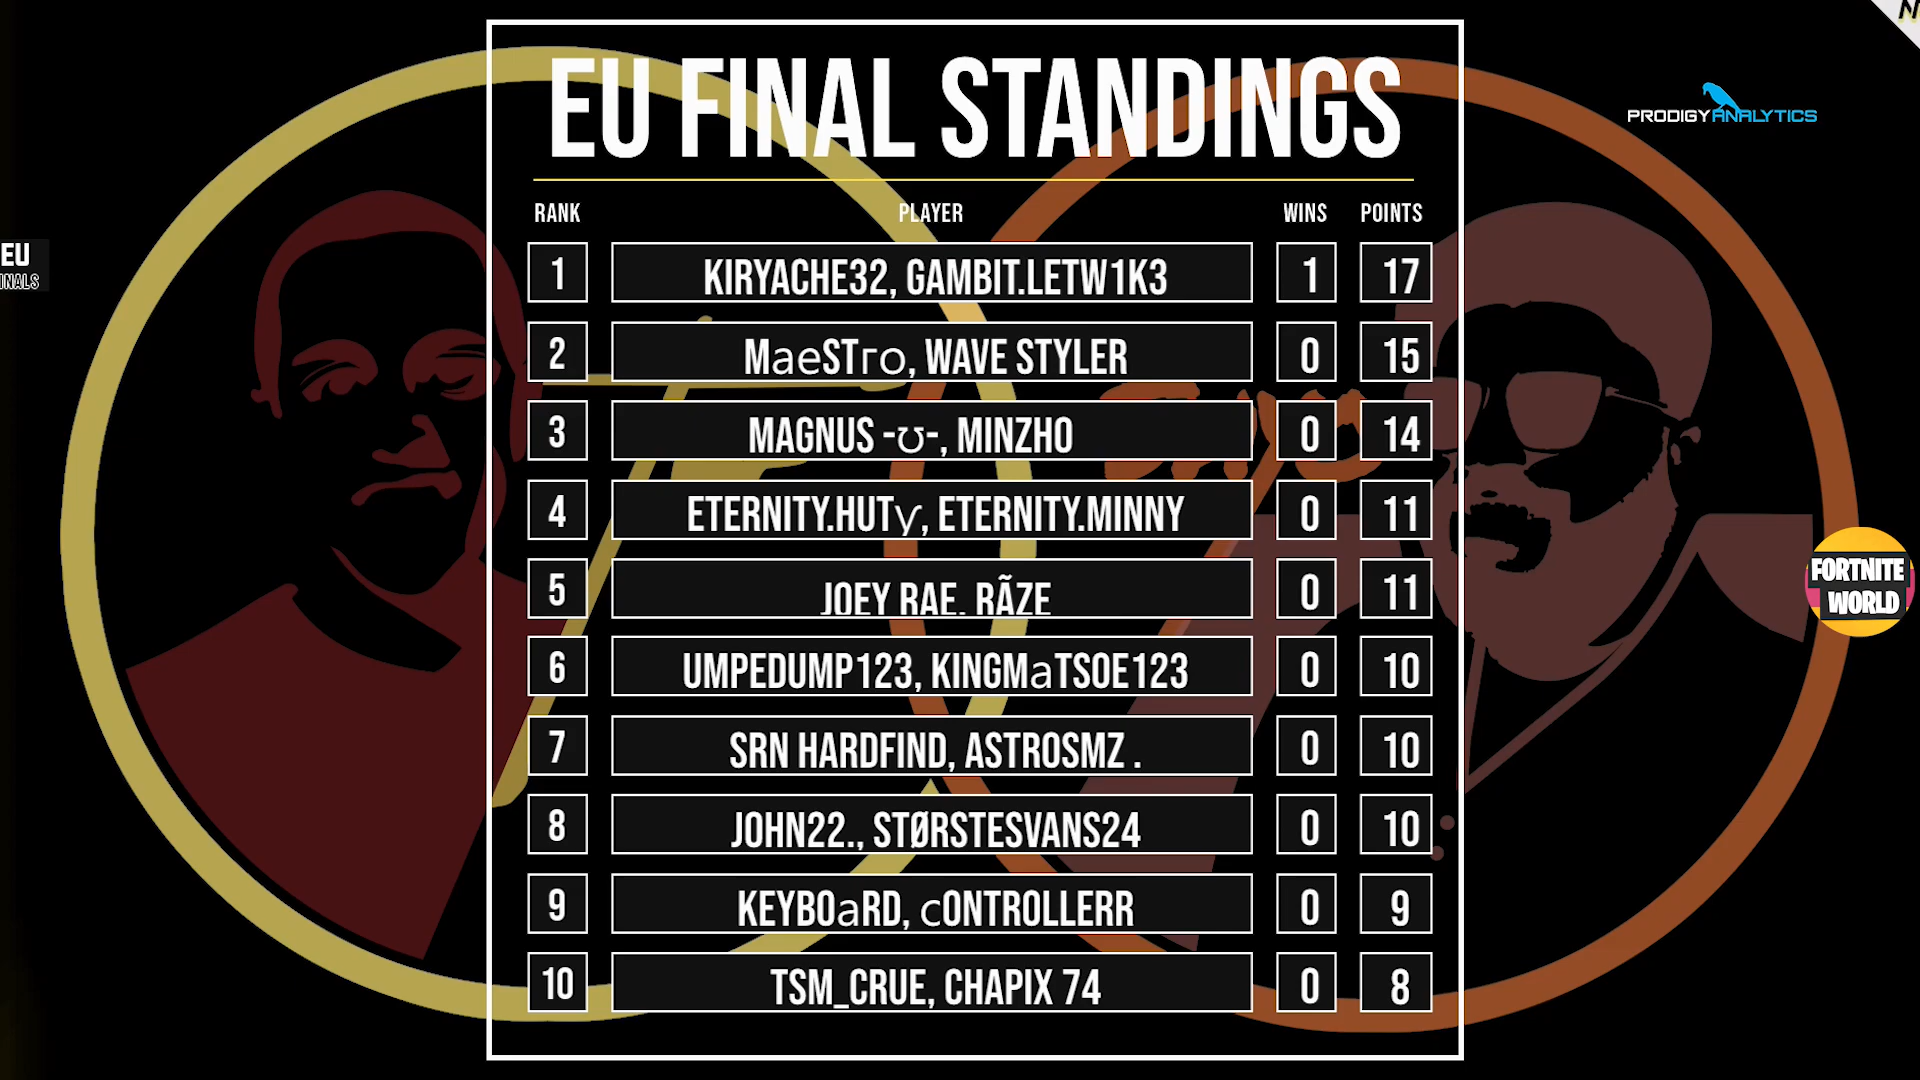 EU FINAL STANDINGS
PRODIGYANALYTICS
RANK PLAYER WINS POINTS
EU
1 KIRYACHE32, GAMBIT.LETW1K3 1 17
2 MaeSTro, WAVE STYLER 0 15
3 MAGNUS -ʊ-, MINZHO 0 14
4 ETERNITY.HUTƴ, ETERNITY.MINNY 0 11
5 JOEY RAE, RÃZE 0 11
FORTNITE
WORLD
6 UMPEDUMP123, KINGMaTSOE123 0 10
7 SRN HARDFIND, ASTROSMZ . 0 10
8 JOHN22., STØRSTESVANS24 0 10
9 KEYBOaRD, cONTROLLERR 0 9
10 TSM_CRUE, CHAPIX 74 0 8